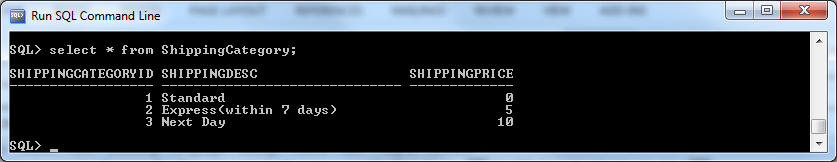 Run SQL Command Line
SQL> select * from ShippingCategory;
SHIPPINGCATEGORYID SHIPPINGDESC SHIPPINGPRICE
------------------ ------------------------------ -------------
1 Standard 0
2 Express(within 7 days) 5
3 Next Day 10
SQL> _